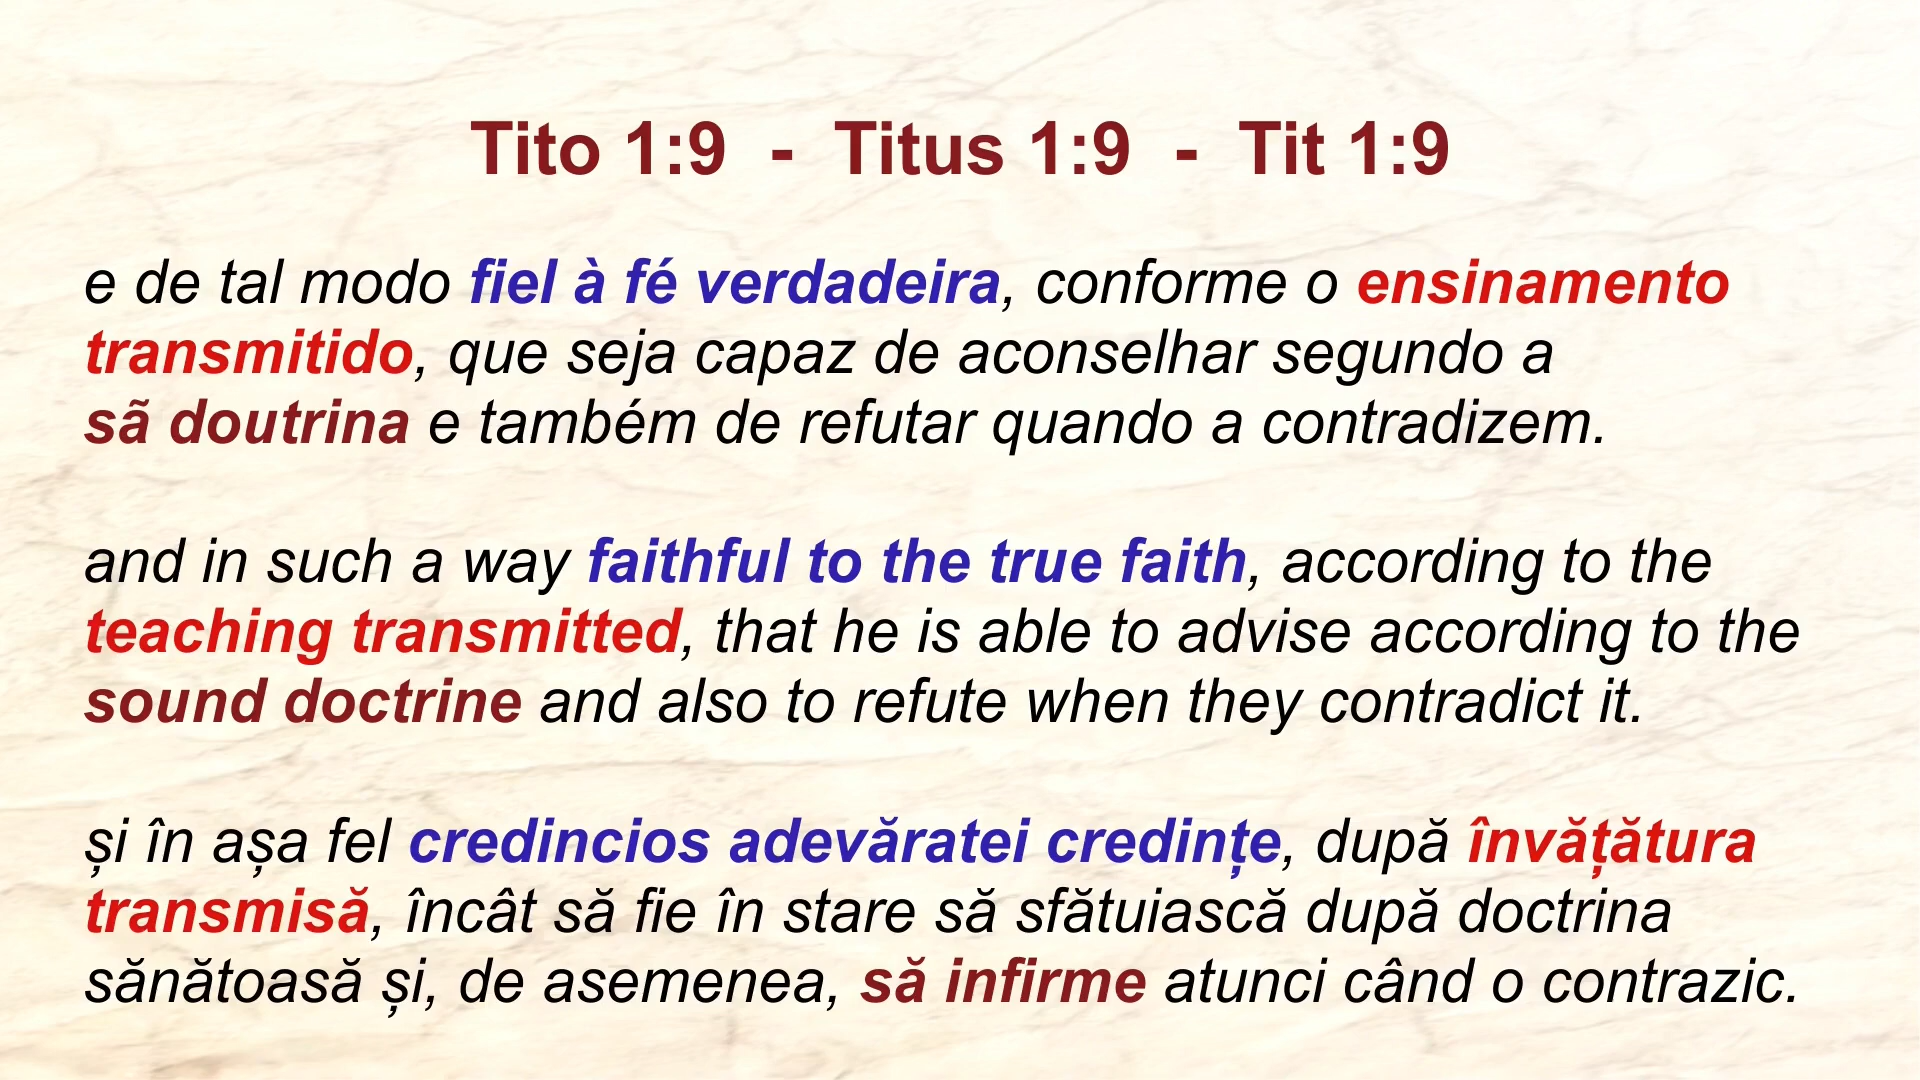 Tito 1:9 - Titus 1:9 - Tit 1:9
e de tal modo fiel à fé verdadeira, conforme o ensinamento
transmitido, que seja capaz de aconselhar segundo a
sã doutrina e também de refutar quando a contradizem.
and in such a way faithful to the true faith, according to the
teaching transmitted, that he is able to advise according to the
sound doctrine and also to refute when they contradict it.
și în așa fel credincios adevăratei credințe, după învățătura
transmisă, încât să fie în stare să sfătuiască după doctrina
sănătoasă și, de asemenea, să infirme atunci când o contrazic.